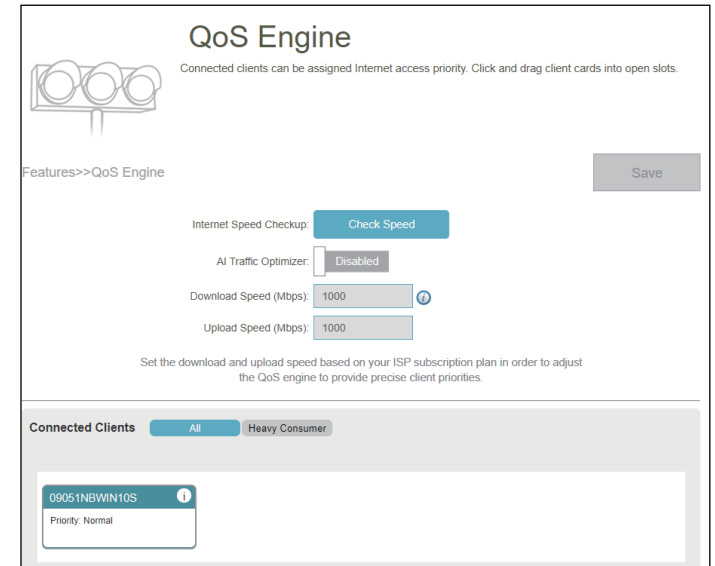 QoS Engine
Connected clients can be assigned Internet access priority. Click and drag client cards into open slots.
Features>>QoS Engine
Save
Internet Speed Checkup:
Check Speed
AI Traffic Optimizer:
Disabled
Download Speed (Mbps):
1000
i
Upload Speed (Mbps):
1000
Set the download and upload speed based on your ISP subscription plan in order to adjust
the QoS engine to provide precise client priorities.
Connected Clients
All
Heavy Consumer
09051NBWIN10S
i
Priority: Normal